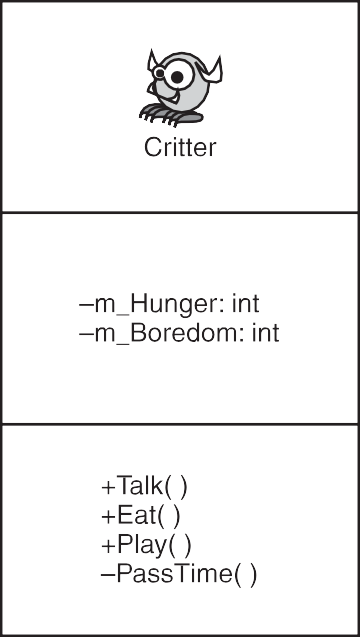 Critter
–m_Hunger: int
–m_Boredom: int
+Talk( )
+Eat( )
+Play( )
–PassTime( )